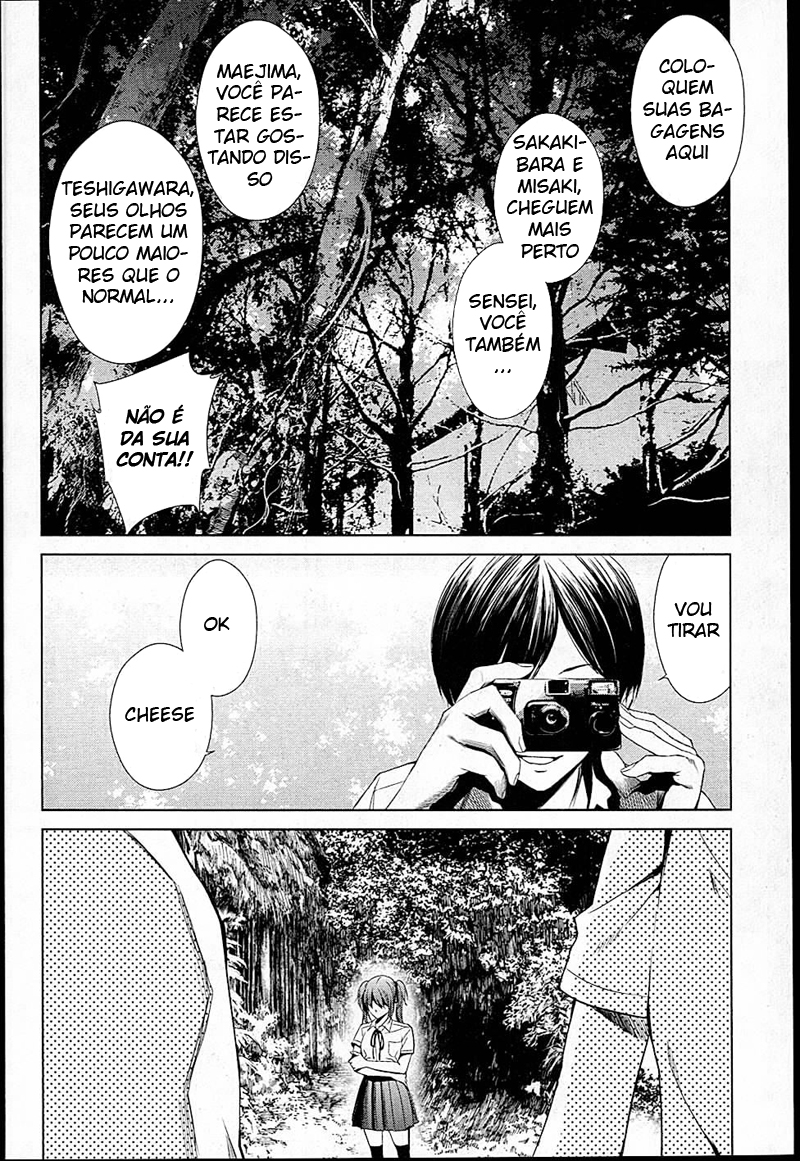 COLO-
QUEM
SUAS BA-
GAGENS
AQUI
SAKAKI-
BARA E
MISAKI,
CHEGUEM
MAIS
PERTO
SENSEI,
VOCÊ
TAMBÉM
...
MAEJIMA,
VOCÊ PA-
RECE ES-
TAR GOS-
TANDO DIS-
SO
TESHIGAWARA,
SEUS OLHOS
PARECEM UM
POUCO MAIO-
RES QUE O
NORMAL...
NÃO É
DA SUA
CONTA!!
VOU
TIRAR
OK
CHEESE